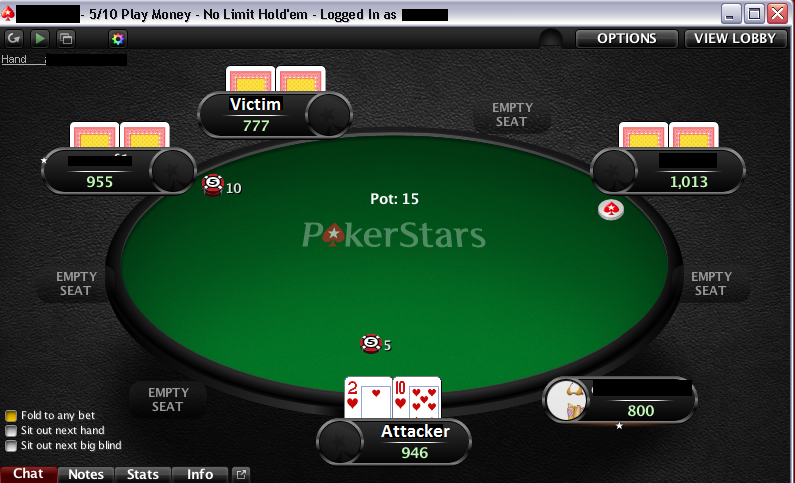 - 5/10 Play Money - No Limit Hold'em - Logged In as
OPTIONS
VIEW LOBBY
Hand
Victim
777
EMPTY
SEAT
955
1,013
10
Pot: 15
PokerStars
EMPTY
SEAT
EMPTY
SEAT
5
EMPTY
SEAT
2
10
800
Attacker
946
Fold to any bet
Sit out next hand
Sit out next big blind
Chat
Notes
Stats
Info